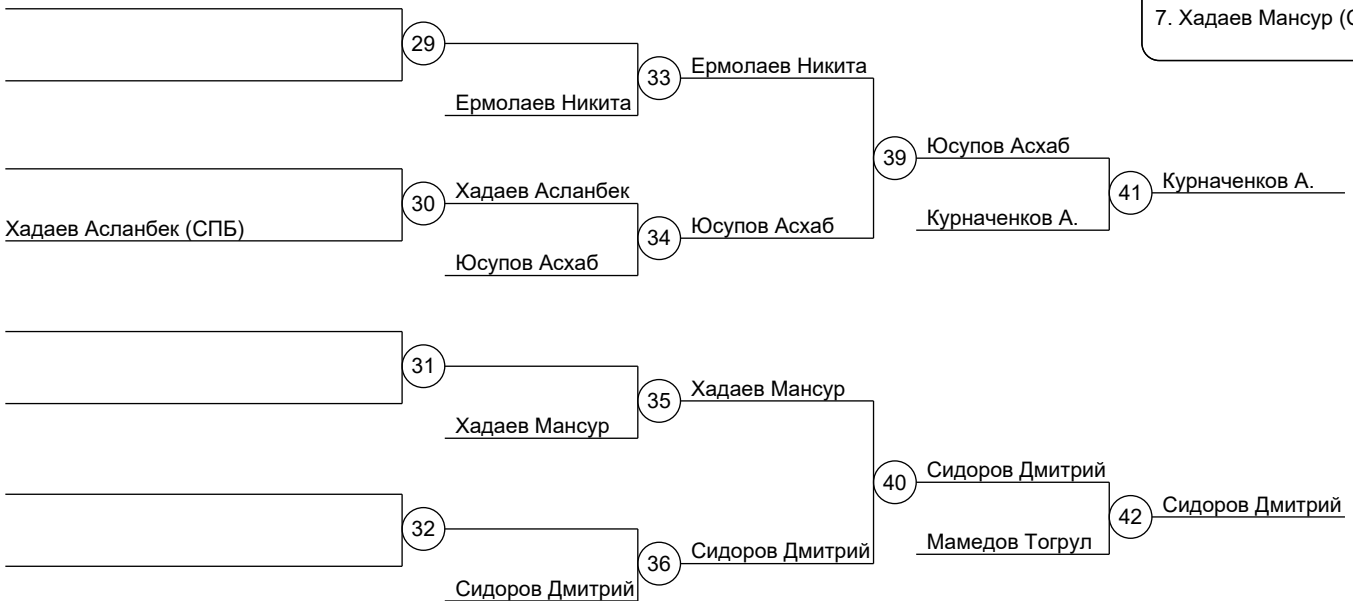 7. Хадаев Мансур (С
29
33
Ермолаев Никита
Ермолаев Никита
39
Юсупов Асхаб
41
Курначенков А.
30
Хадаев Асланбек
Хадаев Асланбек (СПБ)
34
Юсупов Асхаб
Курначенков А.
Юсупов Асхаб
31
35
Хадаев Мансур
Хадаев Мансур
40
Сидоров Дмитрий
42
Сидоров Дмитрий
32
36
Сидоров Дмитрий
Мамедов Тогрул
Сидоров Дмитрий